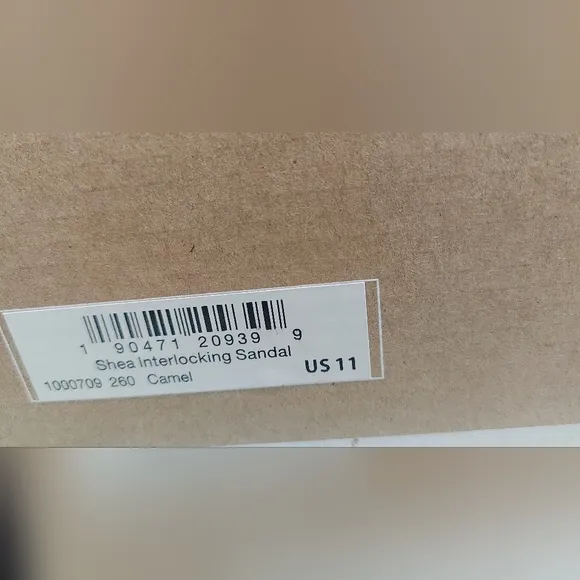 1 90471 20939 9
Shea Interlocking Sandal
1000709 260 Camel
US 11